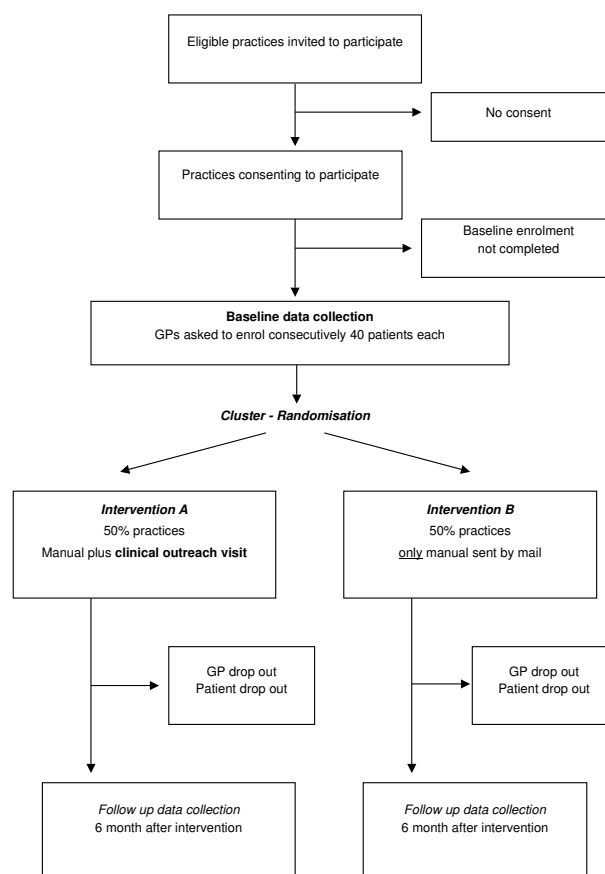 Eligible practices invited to participate
No consent
Practices consenting to participate
Baseline enrolment
not completed
Baseline data collection
GPs asked to enrol consecutively 40 patients each
Cluster - Randomisation
Intervention A
50% practices
Manual plus clinical outreach visit
Intervention B
50% practices
only manual sent by mail
GP drop out
Patient drop out
GP drop out
Patient drop out
Follow up data collection
6 month after intervention
Follow up data collection
6 month after intervention